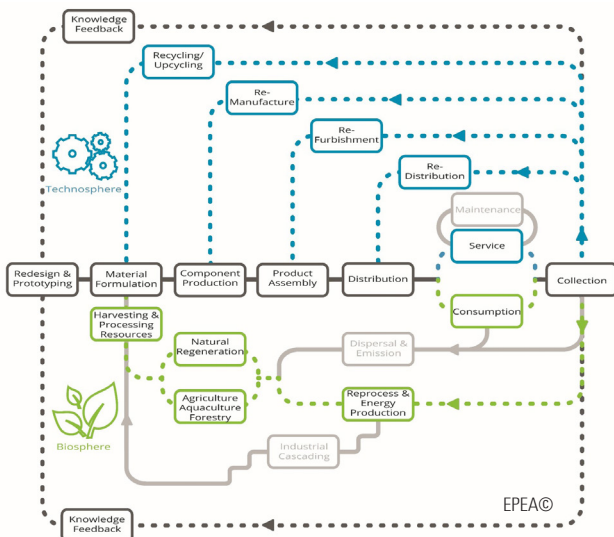 Knowledge
Feedback
Recycling/
Upcycling
Re-
Manufacture
Re-
Furbishment
Re-
Distribution
Technosphere
Maintenance
Service
Redesign &
Prototyping
Material
Formulation
Component
Production
Product
Assembly
Distribution
Collection
Harvesting &
Processing
Resources
Consumption
Natural
Regeneration
Dispersal &
Emission
Agriculture
Aquaculture
Forestry
Reprocess &
Energy
Production
Biosphere
Industrial
Cascading
EPEA©
Knowledge
Feedback